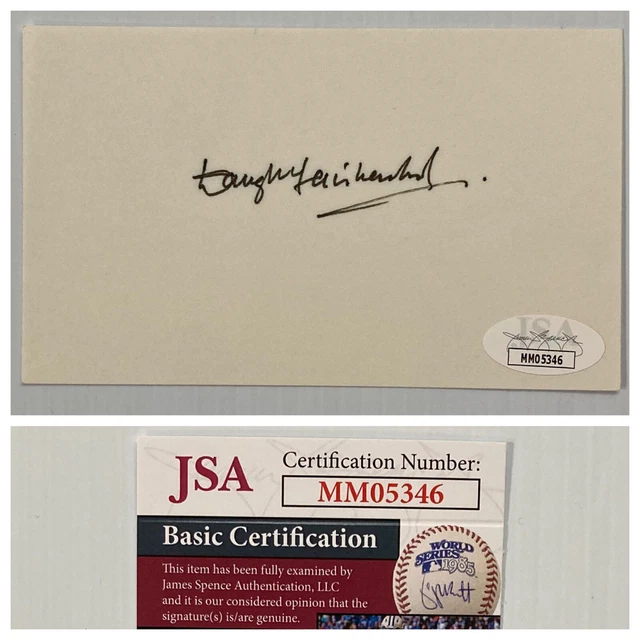 JSA
MM05346
JSA
Certification Number:
MM05346
Basic Certification
This item has been fully examined by
James Spence Authentication, LLC
and it is our considered opinion that the
signature(s) is/are genuine.
WORLD
SERIES
1985